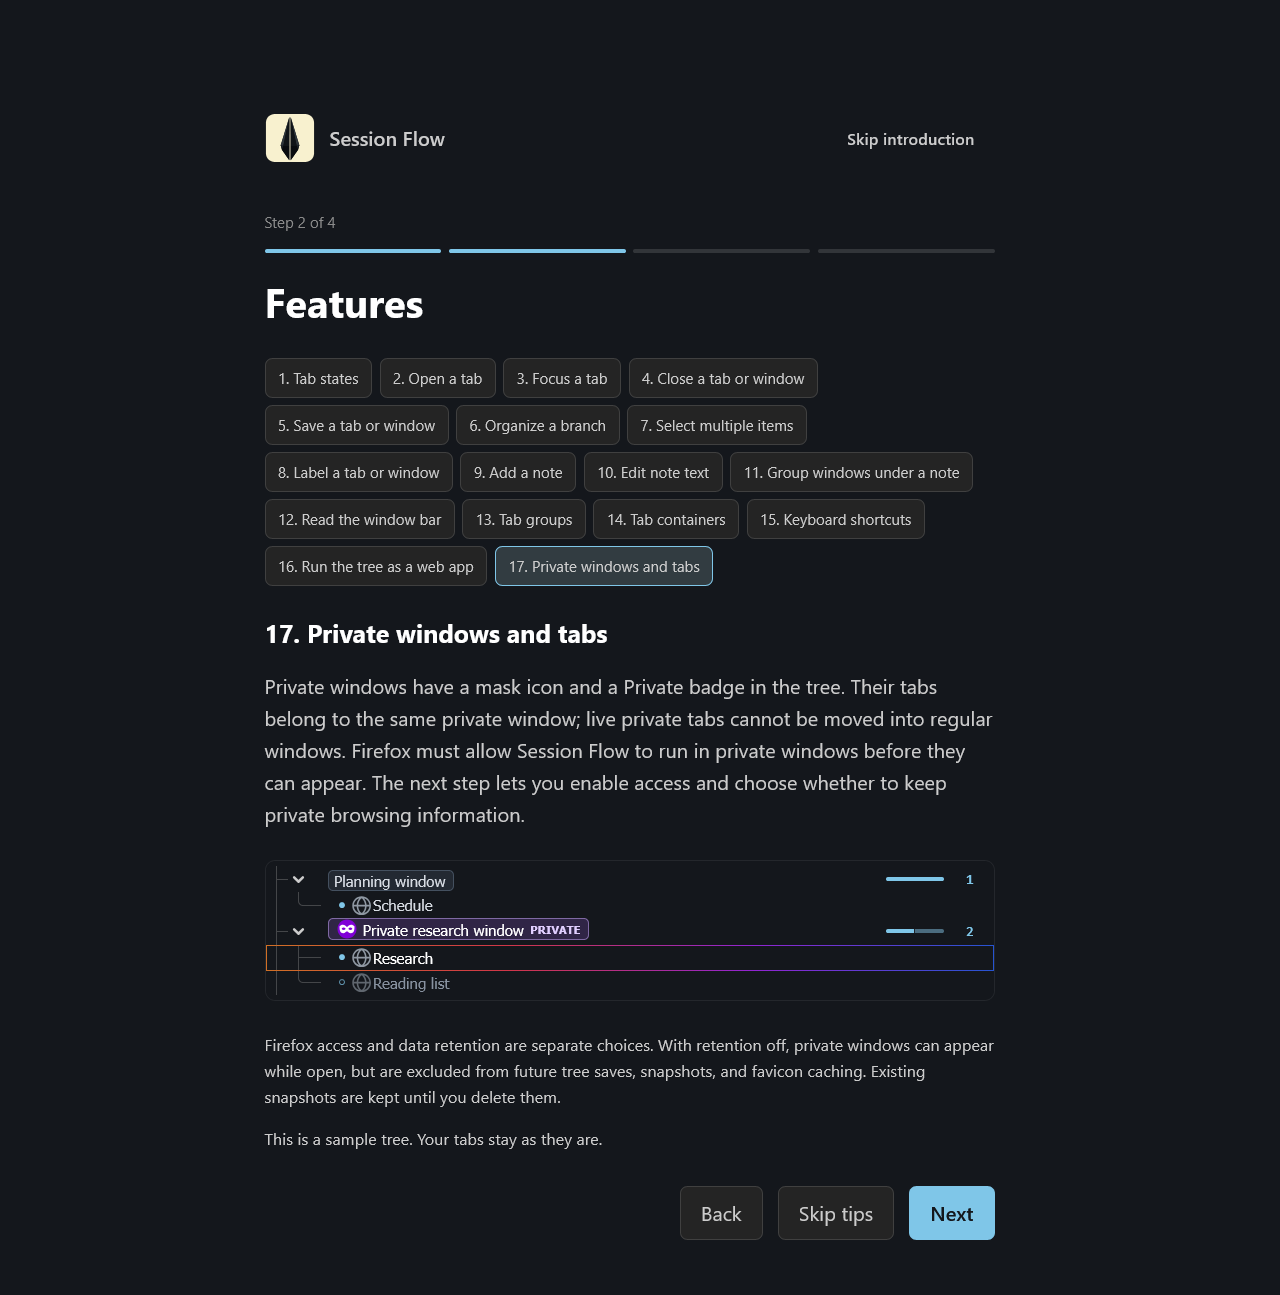 Session Flow
Skip introduction
Step 2 of 4
Features
1. Tab states
2. Open a tab
3. Focus a tab
4. Close a tab or window
5. Save a tab or window
6. Organize a branch
7. Select multiple items
8. Label a tab or window
9. Add a note
10. Edit note text
11. Group windows under a note
12. Read the window bar
13. Tab groups
14. Tab containers
15. Keyboard shortcuts
16. Run the tree as a web app
17. Private windows and tabs
17. Private windows and tabs
Private windows have a mask icon and a Private badge in the tree. Their tabs
belong to the same private window; live private tabs cannot be moved into regular
windows. Firefox must allow Session Flow to run in private windows before they
can appear. The next step lets you enable access and choose whether to keep
private browsing information.
Planning window 1
Schedule
Private research window PRIVATE 2
Research
Reading list
Firefox access and data retention are separate choices. With retention off, private windows can appear
while open, but are excluded from future tree saves, snapshots, and favicon caching. Existing
snapshots are kept until you delete them.
This is a sample tree. Your tabs stay as they are.
Back
Skip tips
Next